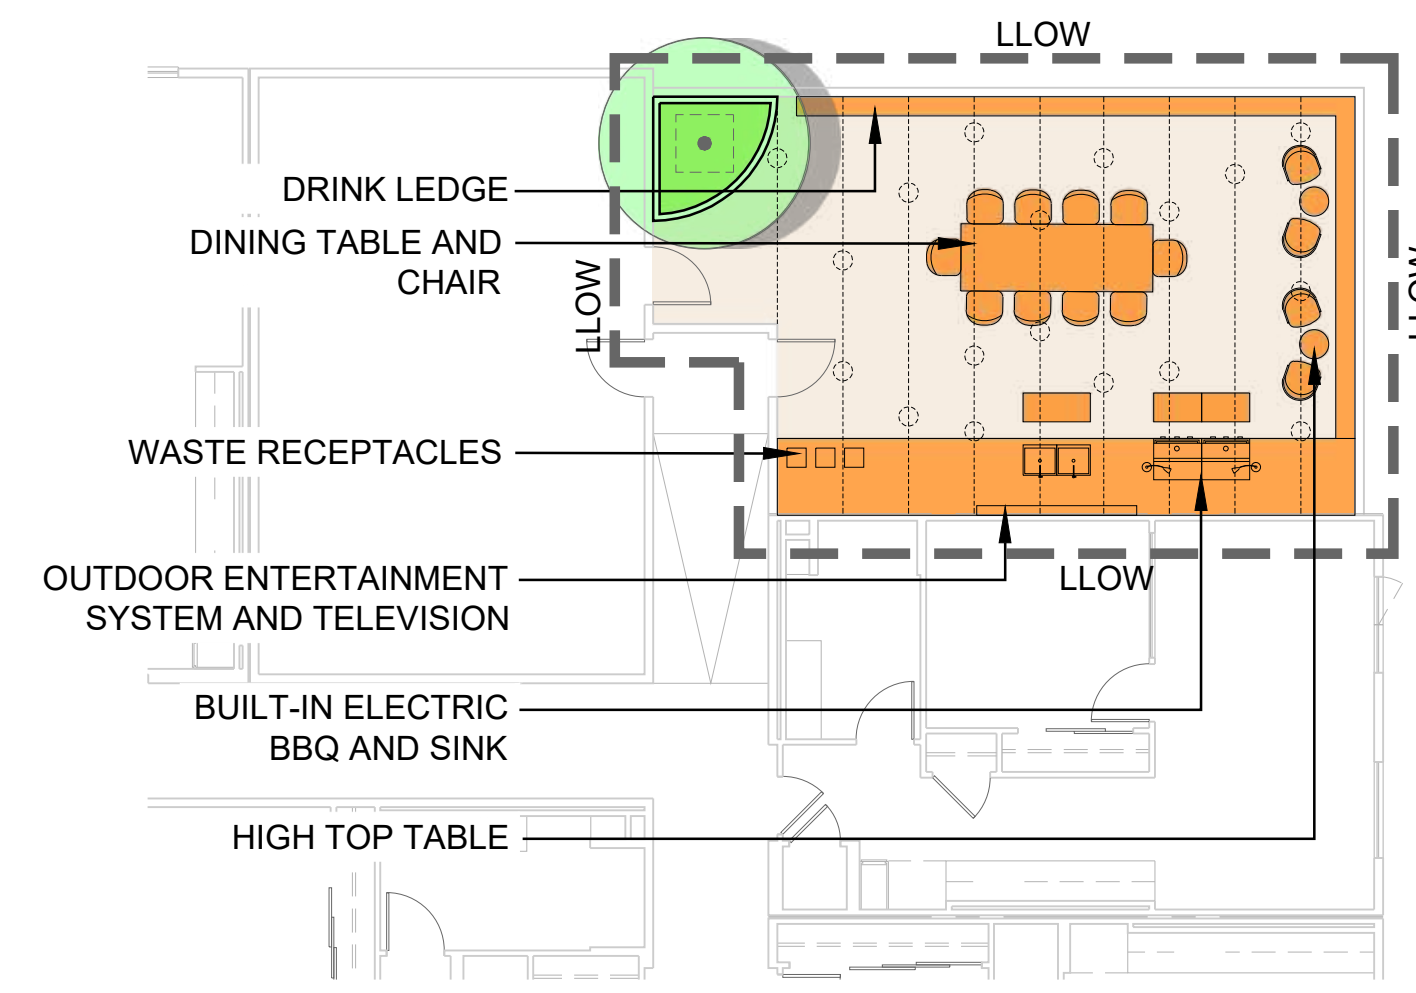 LLOW
DRINK LEDGE
DINING TABLE AND
CHAIR
LLOW
LLOW
WASTE RECEPTACLES
OUTDOOR ENTERTAINMENT
SYSTEM AND TELEVISION
LLOW
BUILT-IN ELECTRIC
BBQ AND SINK
HIGH TOP TABLE